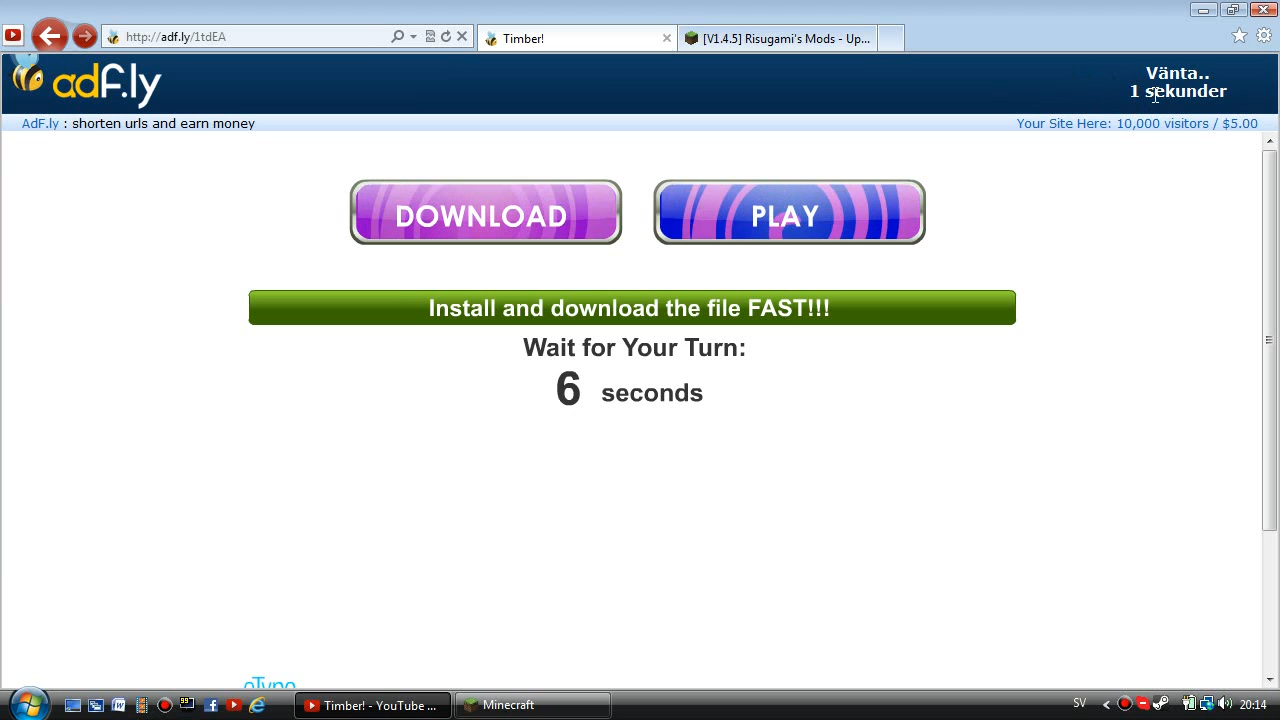 http://adf.ly/1tdEA
Timber!
[V1.4.5] Risugami's Mods - Up...
adf.ly
Vänta..
1 sekunder
AdF.ly : shorten urls and earn money
Your Site Here: 10,000 visitors / $5.00
DOWNLOAD
PLAY
Install and download the file FAST!!!
Wait for Your Turn:
6 seconds
Timber! - YouTube ...
Minecraft
SV
20:14